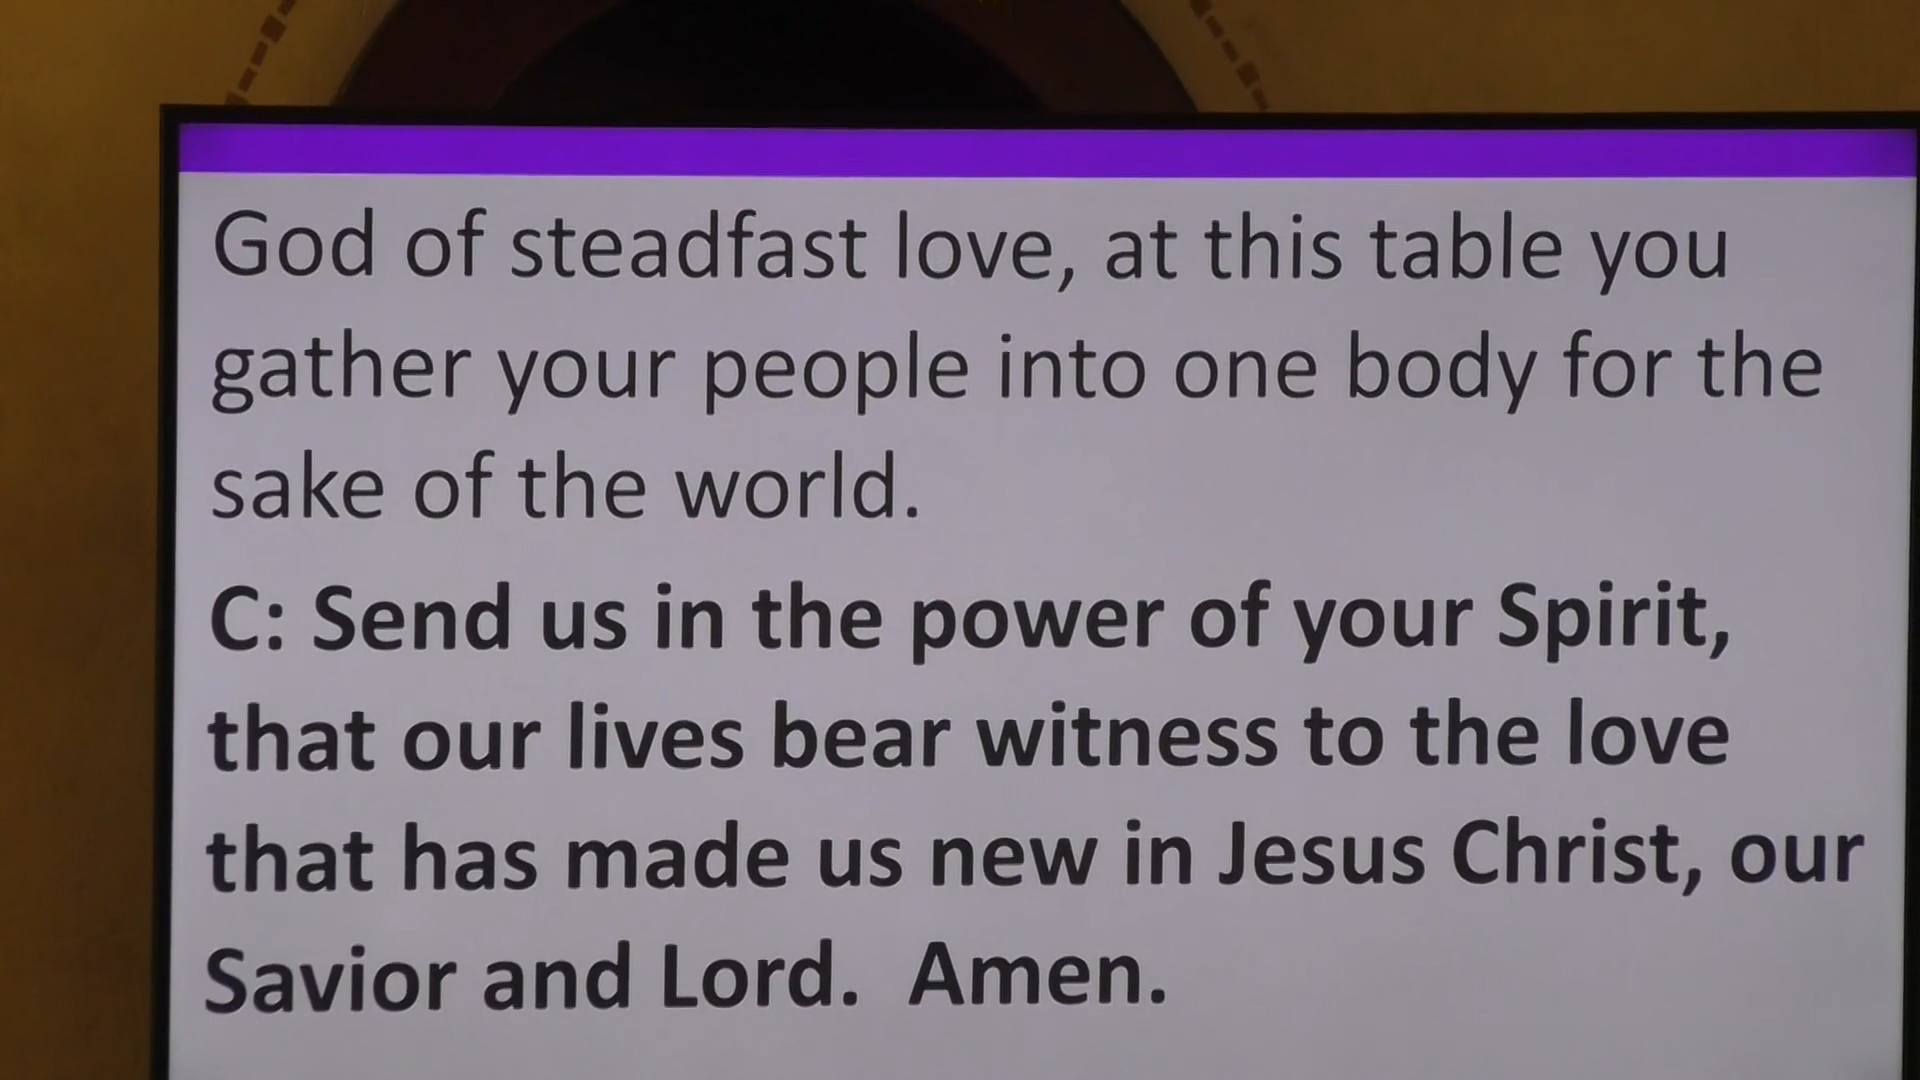 God of steadfast love, at this table you
gather your people into one body for the
sake of the world.
C: Send us in the power of your Spirit,
that our lives bear witness to the love
that has made us new in Jesus Christ, our
Savior and Lord.  Amen.